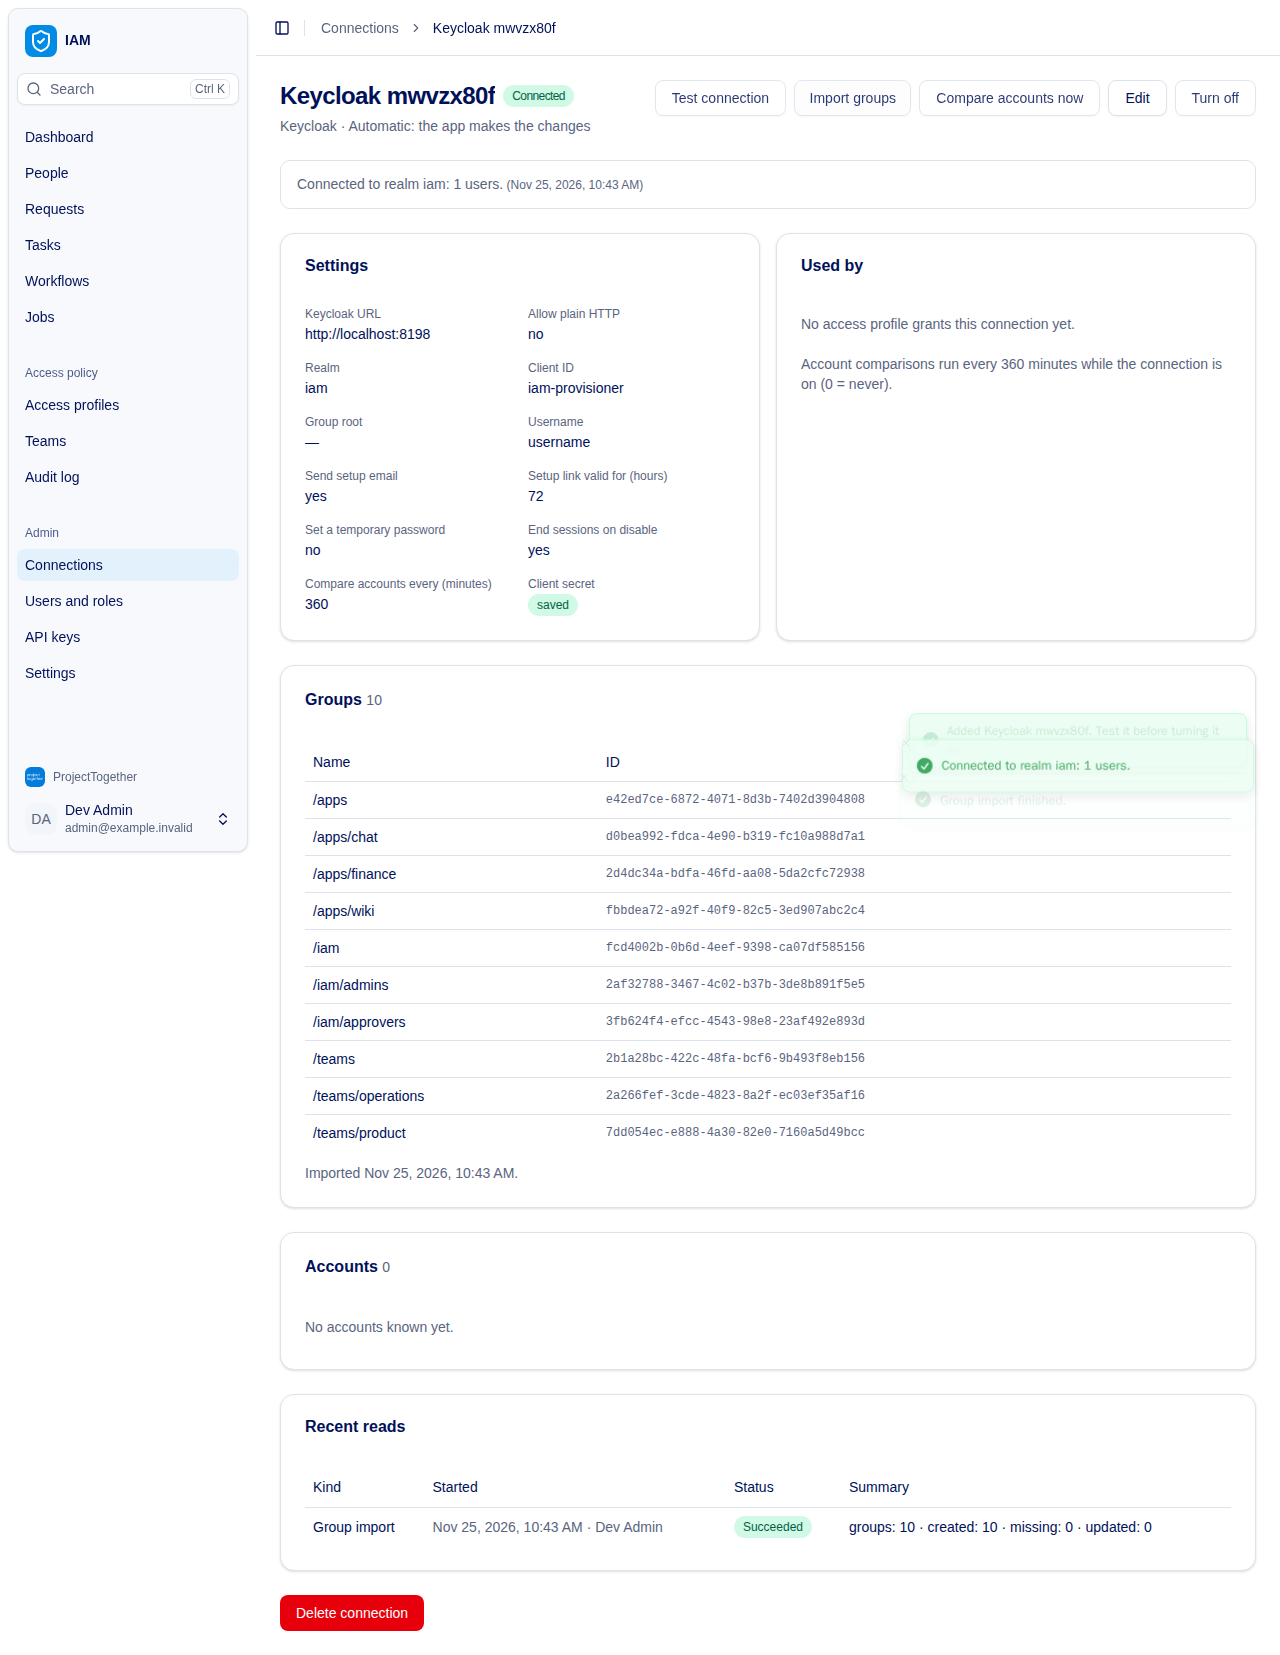 IAM
Search
Ctrl K
Dashboard
People
Requests
Tasks
Workflows
Jobs
Access policy
Access profiles
Teams
Audit log
Admin
Connections
Users and roles
API keys
Settings
ProjectTogether
DA
Dev Admin
admin@example.invalid
Connections
Keycloak mwvzx80f
Keycloak mwvzx80f
Connected
Keycloak · Automatic: the app makes the changes
Test connection
Import groups
Compare accounts now
Edit
Turn off
Connected to realm iam: 1 users. (Nov 25, 2026, 10:43 AM)
Settings
Keycloak URL
http://localhost:8198
Allow plain HTTP
no
Realm
iam
Client ID
iam-provisioner
Group root
—
Username
username
Send setup email
yes
Setup link valid for (hours)
72
Set a temporary password
no
End sessions on disable
yes
Compare accounts every (minutes)
360
Client secret
saved
Used by
No access profile grants this connection yet.
Account comparisons run every 360 minutes while the connection is
on (0 = never).
Groups 10
Added Keycloak mwvzx80f. Test it before turning it
Connected to realm iam: 1 users.
Group import finished.
Name ID
/apps e42ed7ce-6872-4071-8d3b-7402d3904808
/apps/chat d0bea992-fdca-4e90-b319-fc10a988d7a1
/apps/finance 2d4dc34a-bdfa-46fd-aa08-5da2cfc72938
/apps/wiki fbbdea72-a92f-40f9-82c5-3ed907abc2c4
/iam fcd4002b-0b6d-4eef-9398-ca07df585156
/iam/admins 2af32788-3467-4c02-b37b-3de8b891f5e5
/iam/approvers 3fb624f4-efcc-4543-98e8-23af492e893d
/teams 2b1a28bc-422c-48fa-bcf6-9b493f8eb156
/teams/operations 2a266fef-3cde-4823-8a2f-ec03ef35af16
/teams/product 7dd054ec-e888-4a30-82e0-7160a5d49bcc
Imported Nov 25, 2026, 10:43 AM.
Accounts 0
No accounts known yet.
Recent reads
Kind Started Status Summary
Group import Nov 25, 2026, 10:43 AM · Dev Admin Succeeded groups: 10 · created: 10 · missing: 0 · updated: 0
Delete connection